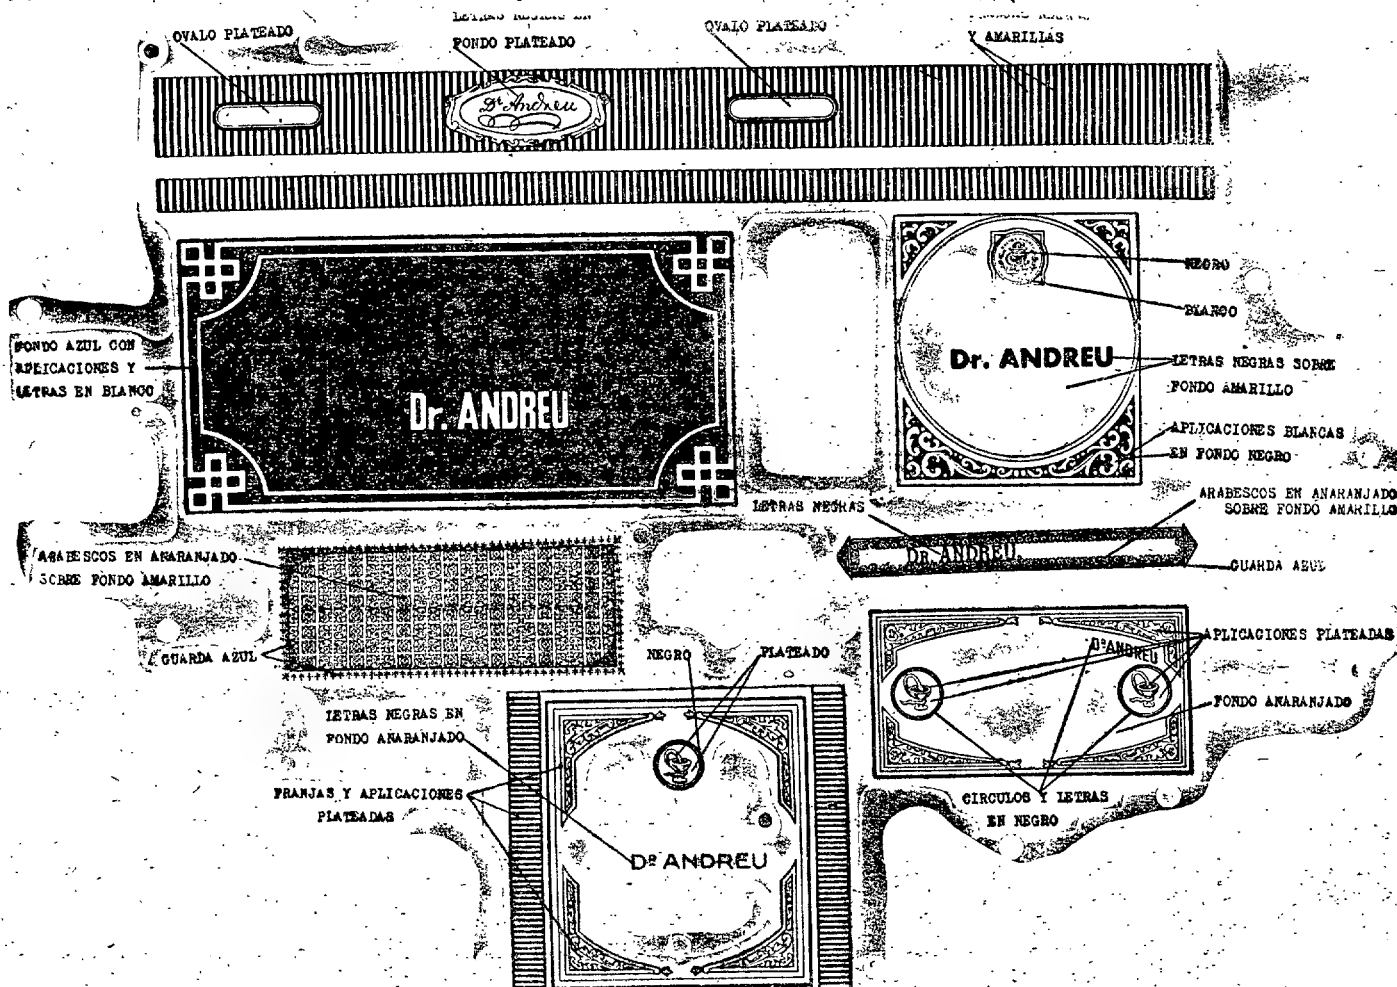 OVALO PLATEADO
LETRAS NEGRAS EN
FONDO PLATEADO
OVALO PLATEADO
Y AMARILLAS
Dr. Andreu
FONDO AZUL CON
APLICACIONES Y
LETRAS EN BLANCO
Dr. ANDREU
NEGRO
BLANCO
Dr. ANDREU
LETRAS NEGRAS SOBRE
FONDO AMARILLO
APLICACIONES BLANCAS
EN FONDO NEGRO
LETRAS NEGRAS
ARABESCOS EN ANARANJADO
SOBRE FONDO AMARILLO
Dr. ANDREU
GUARDA AZUL
ARABESCOS EN ANARANJADO
SOBRE FONDO AMARILLO
GUARDA AZUL
NEGRO
PLATEADO
APLICACIONES PLATEADAS
Dr ANDREU
FONDO ANARANJADO
CIRCULOS Y LETRAS
EN NEGRO
LETRAS NEGRAS EN
FONDO ANARANJADO
FRANJAS Y APLICACIONES
PLATEADAS
Dr ANDREU